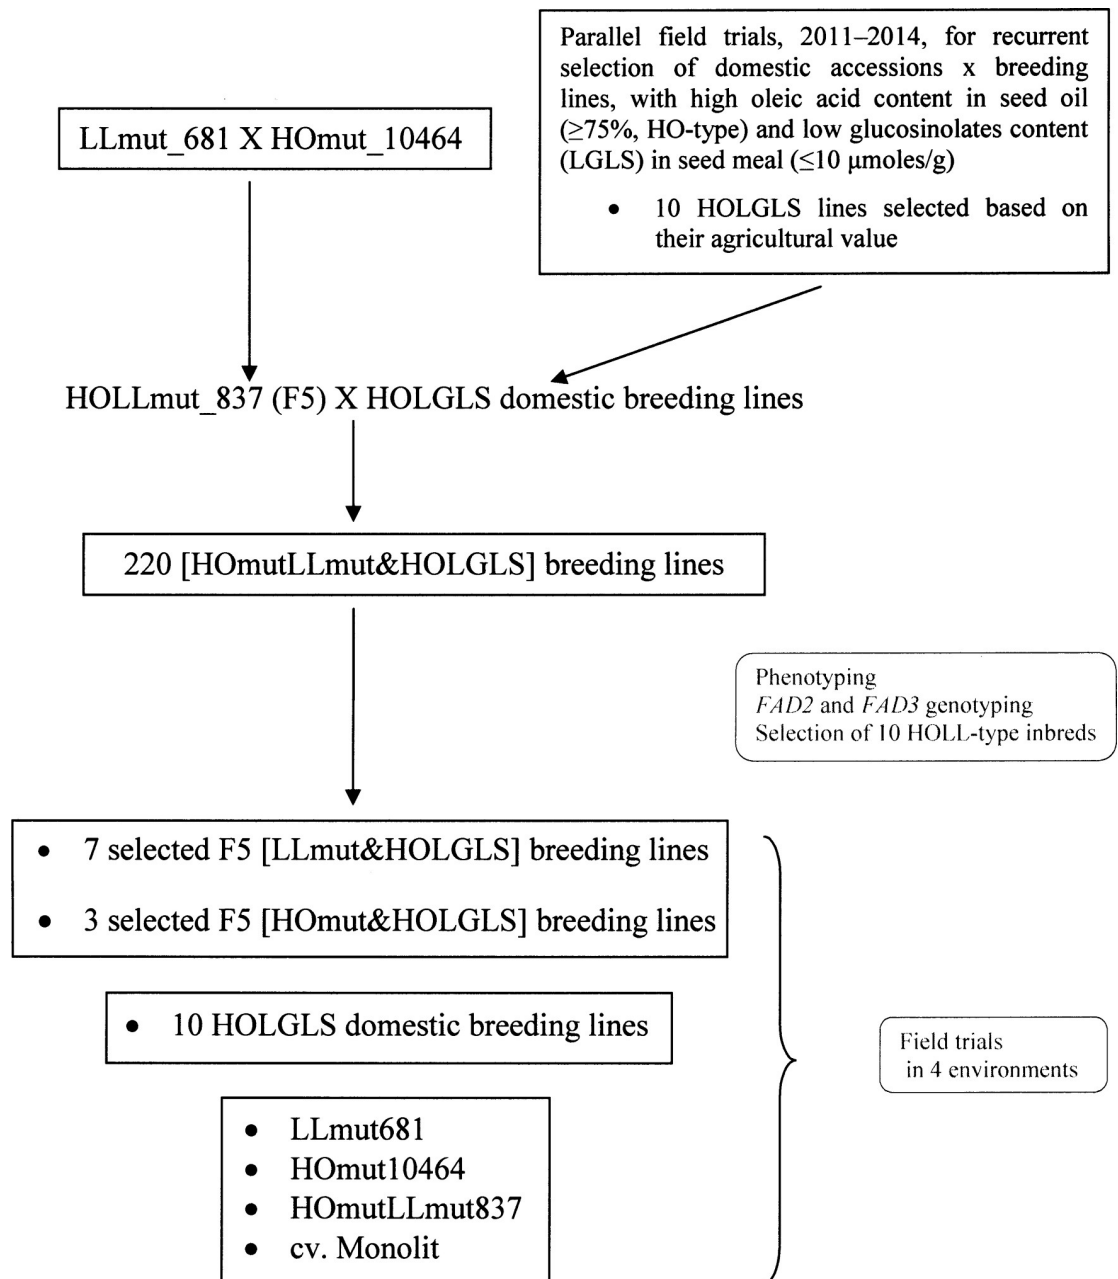 LLmut_681 X HOmut_10464
Parallel field trials, 2011–2014, for recurrent
selection of domestic accessions x breeding
lines, with high oleic acid content in seed oil
(≥75%, HO-type) and low glucosinolates content
(LGLS) in seed meal (≤10 μmoles/g)
• 10 HOLGLS lines selected based on
their agricultural value
HOLLmut_837 (F5) X HOLGLS domestic breeding lines
220 [HOmutLLmut&HOLGLS] breeding lines
Phenotyping
FAD2 and FAD3 genotyping
Selection of 10 HOLL-type inbreds
• 7 selected F5 [LLmut&HOLGLS] breeding lines
• 3 selected F5 [HOmut&HOLGLS] breeding lines
• 10 HOLGLS domestic breeding lines
Field trials
in 4 environments
• LLmut681
• HOmut10464
• HOmutLLmut837
• cv. Monolit